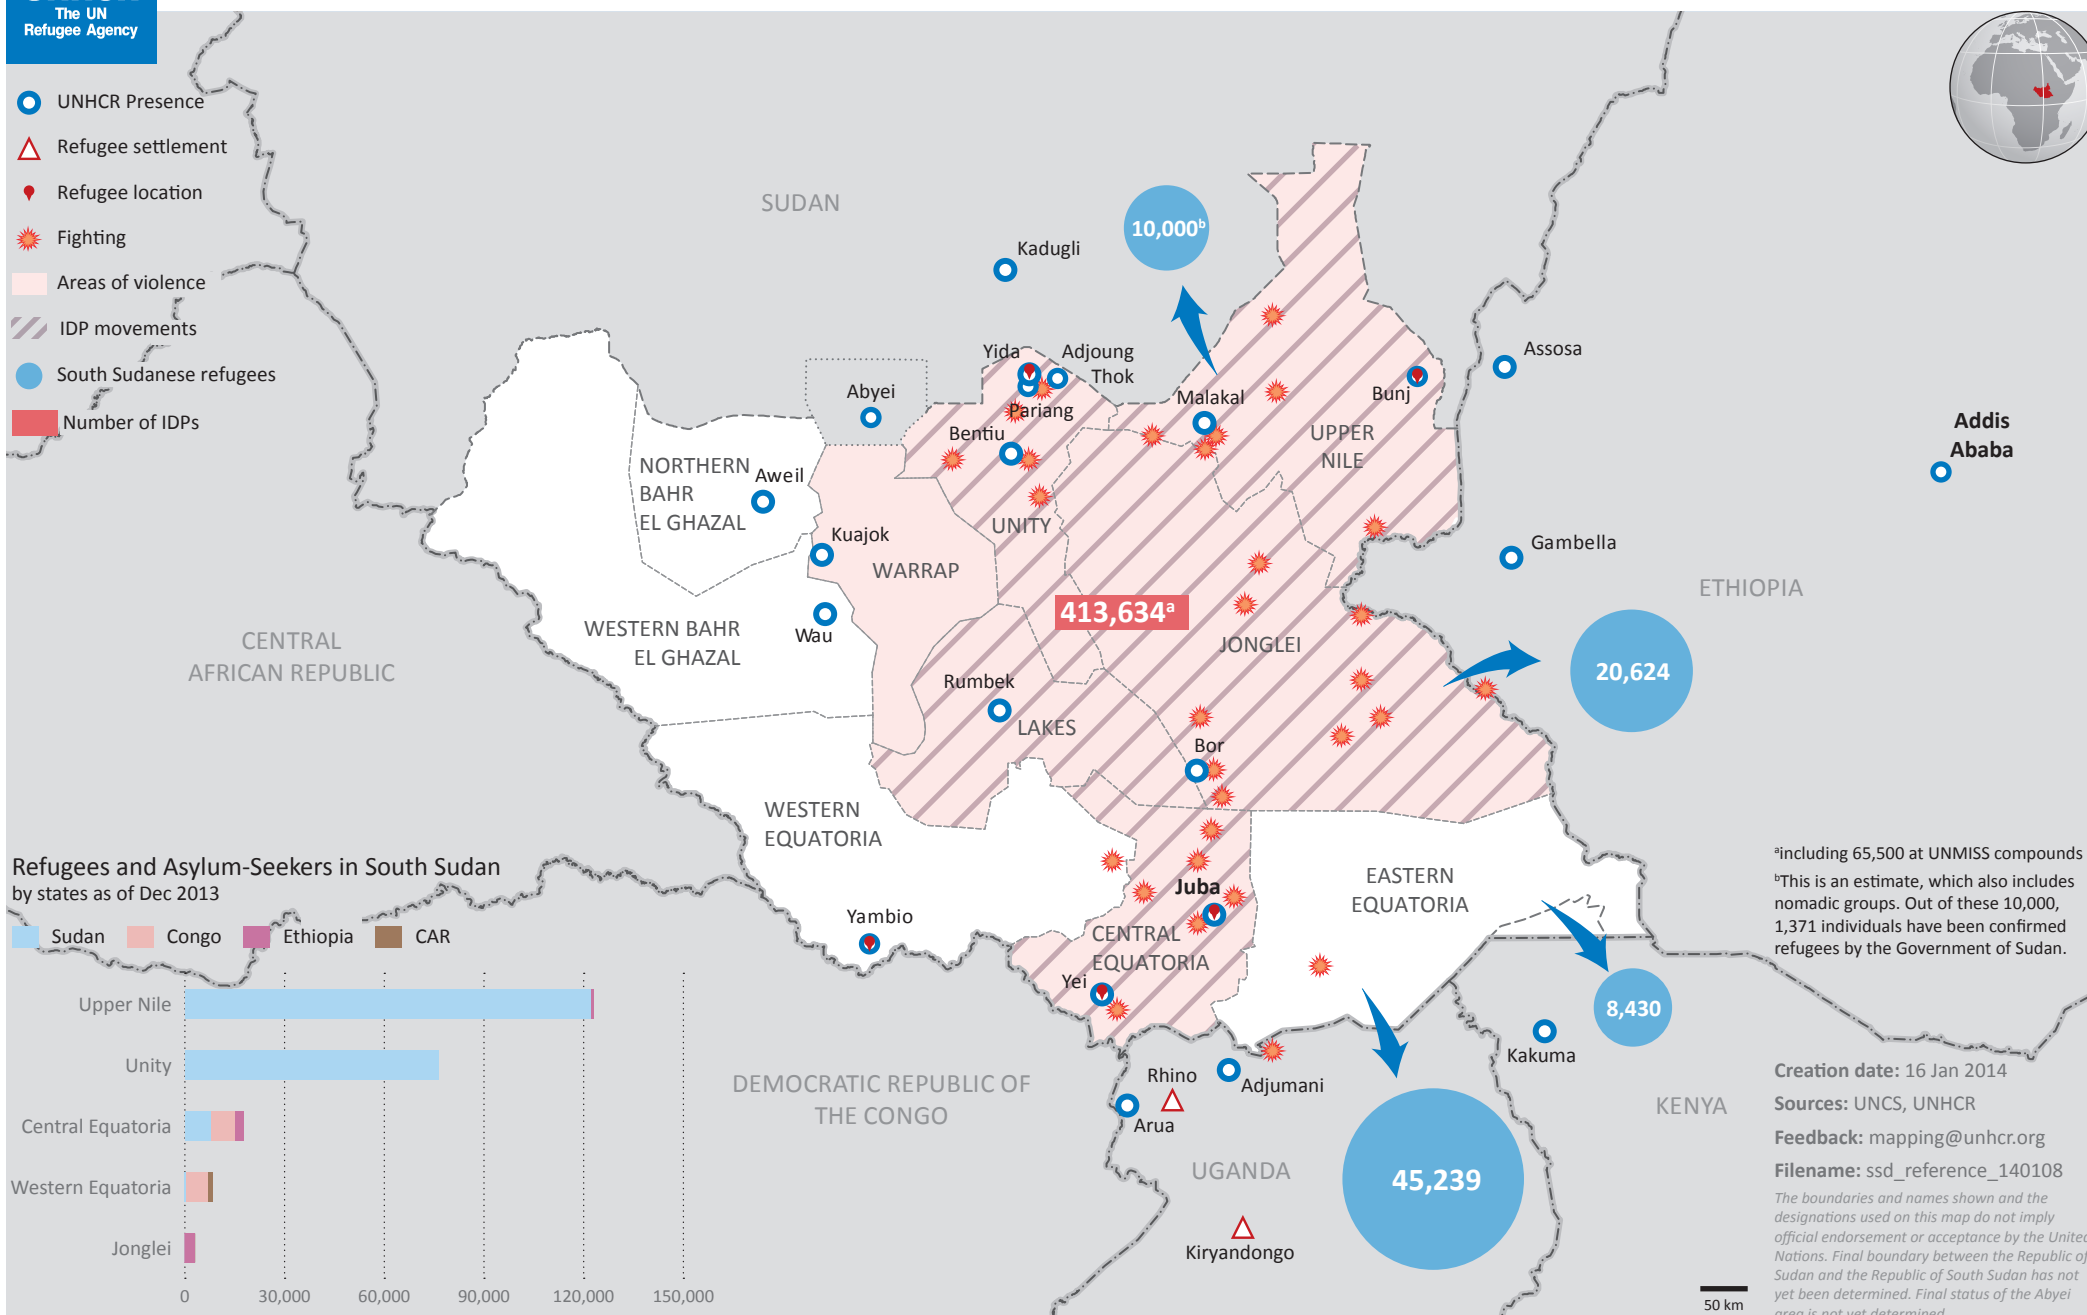 The UN
Refugee Agency
UNHCR Presence
Refugee settlement
Refugee location
Fighting
Areas of violence
IDP movements
South Sudanese refugees
Number of IDPs
SUDAN
10,000ᵇ
Kadugli
Yida
Adjoung
Thok
Abyei
Pariang
Malakal
Bunj
Assosa
Bentiu
UPPER
NILE
Addis
Ababa
NORTHERN
BAHR
EL GHAZAL
Aweil
UNITY
Kuajok
WARRAP
Gambella
ETHIOPIA
413,634ᵃ
CENTRAL
AFRICAN REPUBLIC
WESTERN BAHR
EL GHAZAL
Wau
JONGLEI
20,624
Rumbek
LAKES
Bor
WESTERN
EQUATORIA
Juba
EASTERN
EQUATORIA
Yambio
CENTRAL
EQUATORIA
Yei
8,430
Kakuma
Rhino
Adjumani
Arua
DEMOCRATIC REPUBLIC OF
THE CONGO
UGANDA
KENYA
45,239
Kiryandongo
Refugees and Asylum-Seekers in South Sudan
by states as of Dec 2013
Sudan
Congo
Ethiopia
CAR
Upper Nile
Unity
Central Equatoria
Western Equatoria
Jonglei
0 30,000 60,000 90,000 120,000 150,000
ᵃincluding 65,500 at UNMISS compounds
ᵇThis is an estimate, which also includes
nomadic groups. Out of these 10,000,
1,371 individuals have been confirmed
refugees by the Government of Sudan.
Creation date: 16 Jan 2014
Sources: UNCS, UNHCR
Feedback: mapping@unhcr.org
Filename: ssd_reference_140108
The boundaries and names shown and the
designations used on this map do not imply
official endorsement or acceptance by the United
Nations. Final boundary between the Republic of
Sudan and the Republic of South Sudan has not
yet been determined. Final status of the Abyei
area is not yet determined
50 km